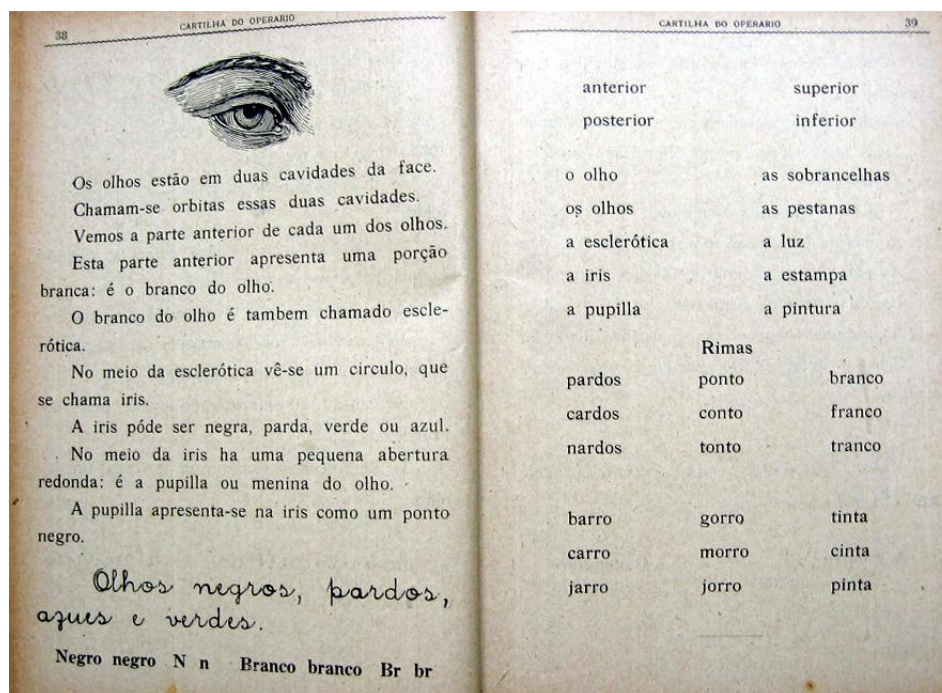 38
CARTILHA DO OPERARIO
Os olhos estão em duas cavidades da face.
Chamam-se orbitas essas duas cavidades.
Vemos a parte anterior de cada um dos olhos.
Esta parte anterior apresenta uma porção
branca: é o branco do olho.
O branco do olho é tambem chamado escle-
rótica.
No meio da esclerótica vê-se um circulo, que
se chama iris.
A iris póde ser negra, parda, verde ou azul.
No meio da iris ha uma pequena abertura
redonda: é a pupilla ou menina do olho.
A pupilla apresenta-se na iris como um ponto
negro.
Olhos negros, pardos,
azues e verdes.
Negro negro N n Branco branco Br br
CARTILHA DO OPERARIO
39
anterior superior
posterior inferior
o olho as sobrancelhas
os olhos as pestanas
a esclerótica a luz
a iris a estampa
a pupilla a pintura
Rimas
pardos ponto branco
cardos conto franco
nardos tonto tranco
barro gorro tinta
carro morro cinta
jarro jorro pinta